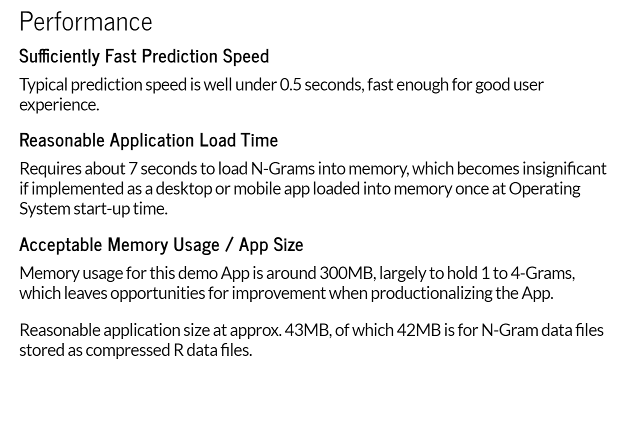 Performance
Sufficiently Fast Prediction Speed
Typical prediction speed is well under 0.5 seconds, fast enough for good user
experience.
Reasonable Application Load Time
Requires about 7 seconds to load N-Grams into memory, which becomes insignificant
if implemented as a desktop or mobile app loaded into memory once at Operating
System start-up time.
Acceptable Memory Usage / App Size
Memory usage for this demo App is around 300MB, largely to hold 1 to 4-Grams,
which leaves opportunities for improvement when productionalizing the App.
Reasonable application size at approx. 43MB, of which 42MB is for N-Gram data files
stored as compressed R data files.